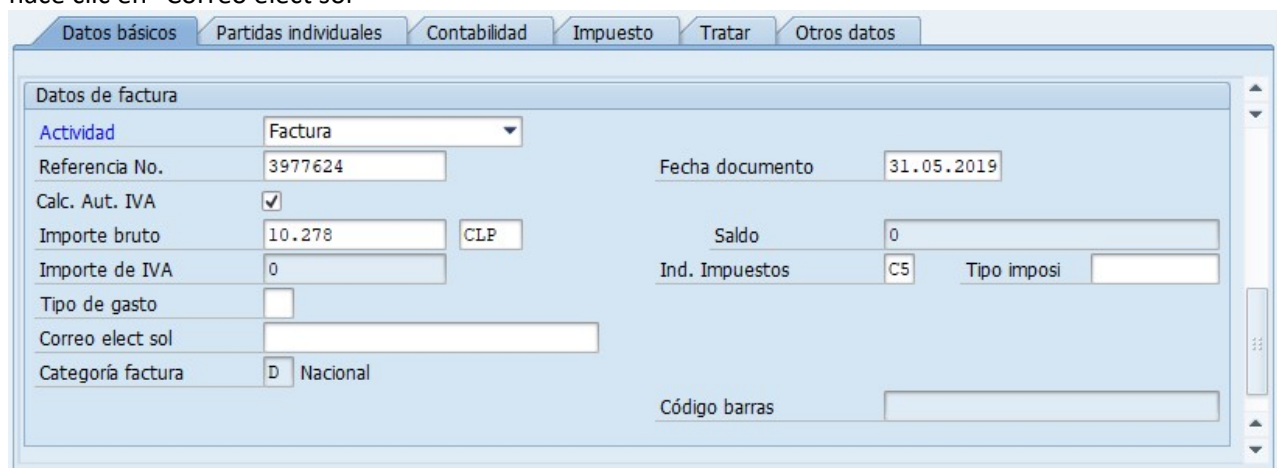 Datos básicos Partidas individuales Contabilidad Impuesto Tratar Otros datos
Datos de factura
Actividad Factura
Referencia No. 3977624 Fecha documento 31.05.2019
Calc. Aut. IVA
Importe bruto 10.278 CLP Saldo 0
Importe de IVA 0 Ind. Impuestos C5 Tipo imposi
Tipo de gasto
Correo elect sol
Categoría factura D Nacional
Código barras